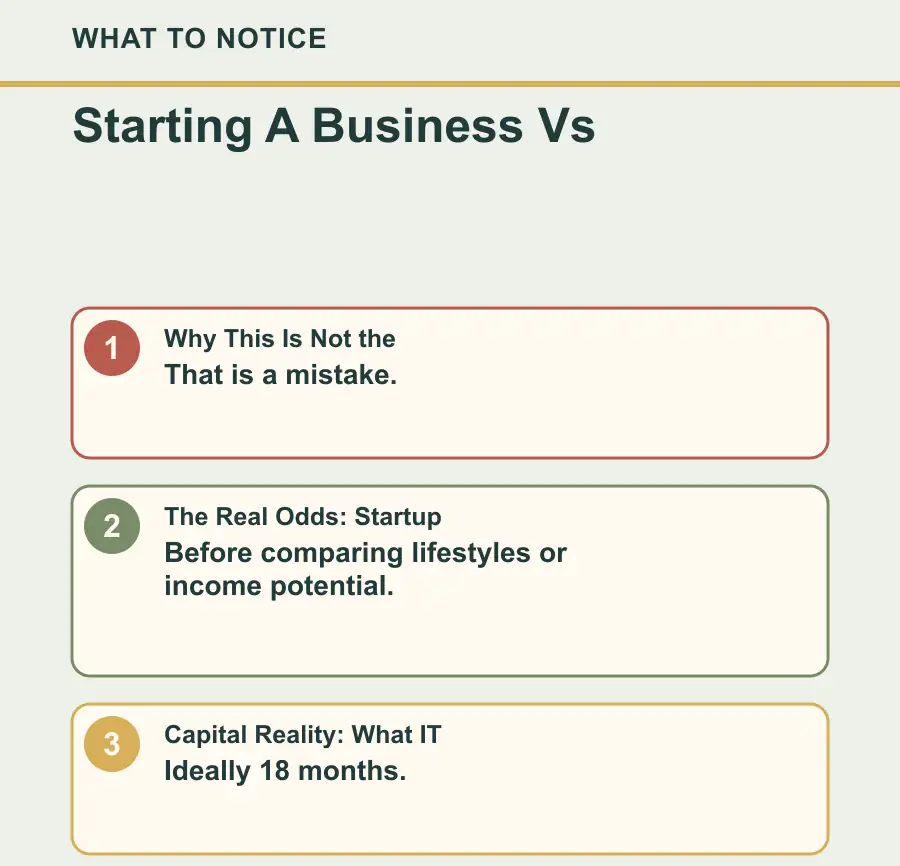 WHAT TO NOTICE
Starting A Business Vs
1
Why This Is Not the
That is a mistake.
2
The Real Odds: Startup
Before comparing lifestyles or
income potential.
3
Capital Reality: What IT
Ideally 18 months.